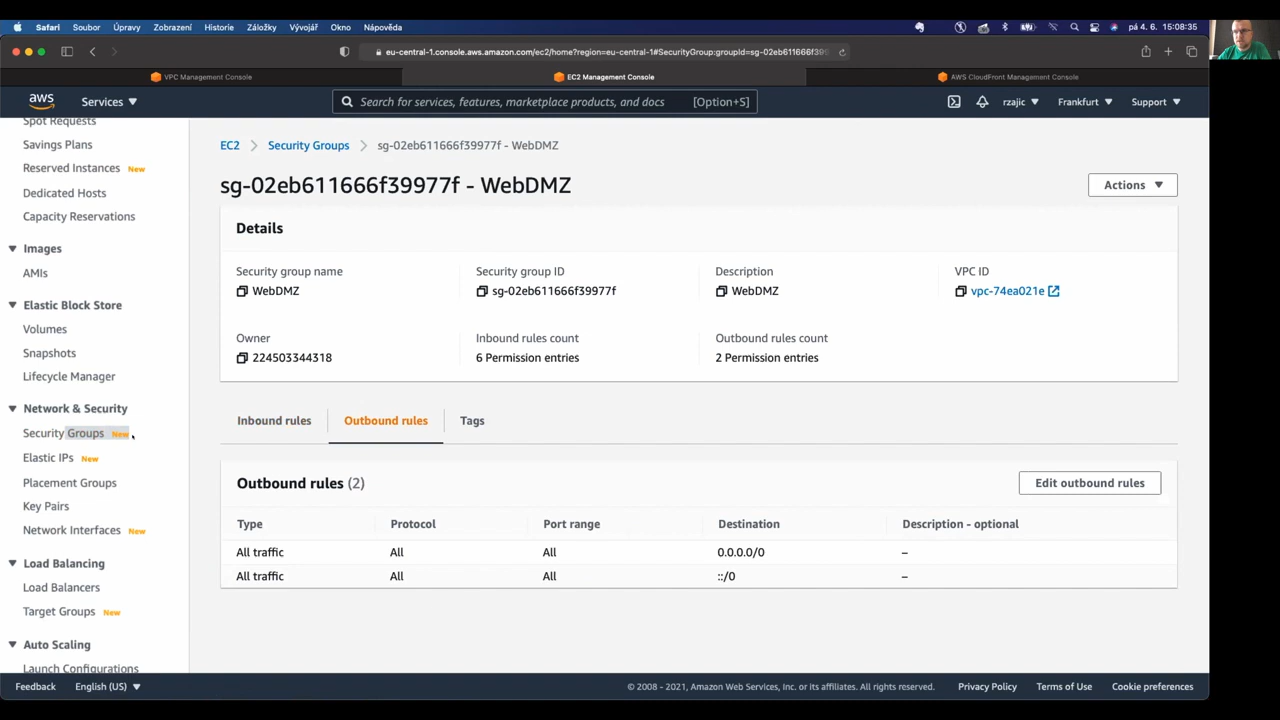 Safari Soubor Úpravy Zobrazení Historie Záložky Vývojář Okno Nápověda pá 4. 6. 15:08:35
eu-central-1.console.aws.amazon.com/ec2/home?region=eu-central-1#SecurityGroup:groupId=sg-02eb611666f399
VPC Management Console EC2 Management Console AWS CloudFront Management Console
aws Services Search for services, features, marketplace products, and docs [Option+S] rzajic Frankfurt Support
Spot Requests
Savings Plans
Reserved Instances New
Dedicated Hosts
Capacity Reservations
Images
AMIs
Elastic Block Store
Volumes
Snapshots
Lifecycle Manager
Network & Security
Security Groups New
Elastic IPs New
Placement Groups
Key Pairs
Network Interfaces New
Load Balancing
Load Balancers
Target Groups New
Auto Scaling
Launch Configurations
EC2 > Security Groups > sg-02eb611666f39977f - WebDMZ
sg-02eb611666f39977f - WebDMZ
Actions
Details
Security group name Security group ID Description VPC ID
WebDMZ sg-02eb611666f39977f WebDMZ vpc-74ea021e
Owner Inbound rules count Outbound rules count
224503344318 6 Permission entries 2 Permission entries
Inbound rules Outbound rules Tags
Outbound rules (2) Edit outbound rules
Type Protocol Port range Destination Description - optional
All traffic All All 0.0.0.0/0 –
All traffic All All ::/0 –
Feedback English (US) © 2008 - 2021, Amazon Web Services, Inc. or its affiliates. All rights reserved. Privacy Policy Terms of Use Cookie preferences